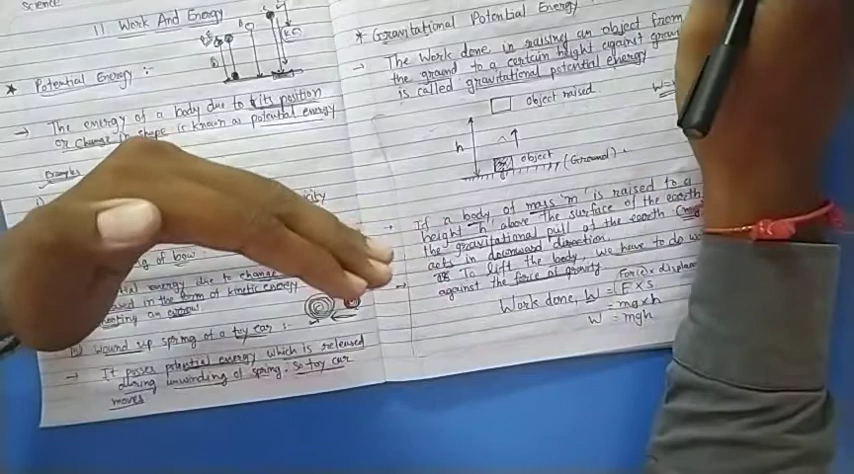 Science
11. Work And Energy
* Potential Energy :-
→ The energy of a body due to it's position
or change in shape is known as potential energy
Examples
ing of bow
energy due to change
in the form of kinetic energy
an arrow
(b) Wound up spring of a toy car :
→ It posses potential energy which is released
during unwinding of spring. So toy car
moves
* Gravitational Potential Energy
→ The work done in raising an object from
the ground to a certain hight against
is called gravitational potential energy
object raised
h
object (Ground)
→ If a body of mass 'm' is raised to a
height 'h' above the surface of the earth
the gravitational pull of the earth
acts in downward direction.
To lift the body, we have to do
→ against the force of gravity.
Work done, W = F x s
= mg x h
W = mgh